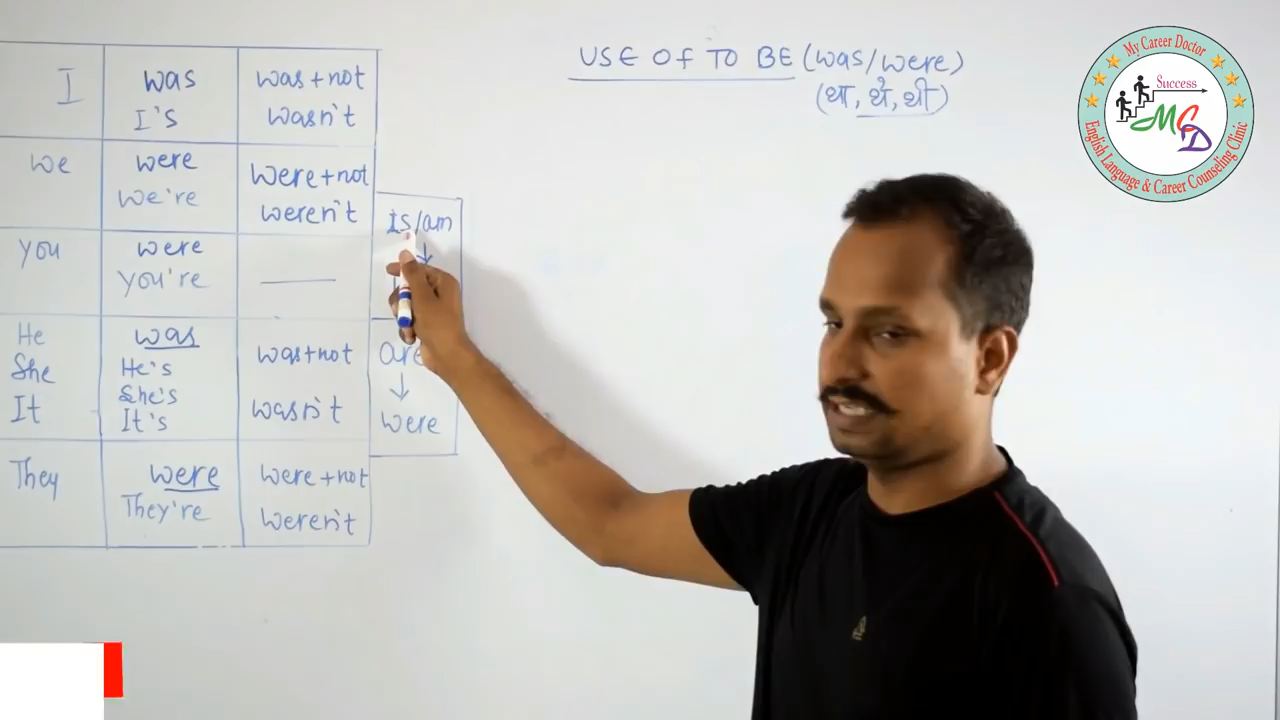 USE OF TO BE (was/were)
(था, थे, थी)
I
was
I's
was+not
wasn't
we
were
we're
were+not
weren't
you
were
you're
He
She
It
was
He's
She's
It's
was+not
wasn't
They
were
They're
were+not
weren't
is/am
are
were
My Career Doctor
Success
MCD
English Language & Career Counseling Clinic